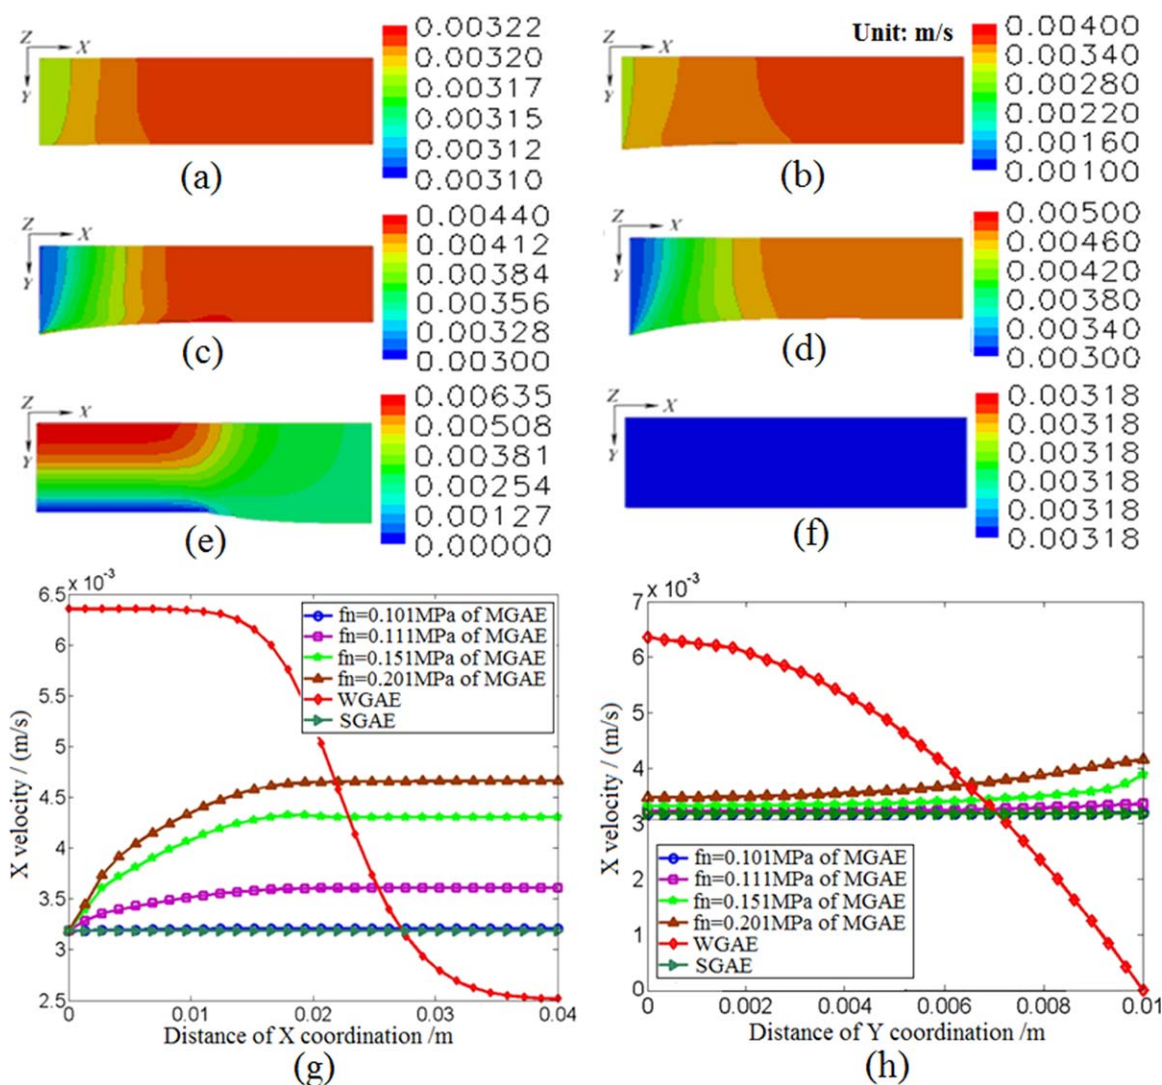 Z X
Y
0.00322
0.00320
0.00317
0.00315
0.00312
0.00310
(a)
Unit: m/s
Z X
Y
0.00400
0.00340
0.00280
0.00220
0.00160
0.00100
(b)
Z X
Y
0.00440
0.00412
0.00384
0.00356
0.00328
0.00300
(c)
Z X
Y
0.00500
0.00460
0.00420
0.00380
0.00340
0.00300
(d)
Z X
Y
0.00635
0.00508
0.00381
0.00254
0.00127
0.00000
(e)
Z X
Y
0.00318
0.00318
0.00318
0.00318
0.00318
0.00318
(f)
x 10⁻³
6.5
6
5.5
5
4.5
4
3.5
3
2.5
X velocity / (m/s)
fn=0.101MPa of MGAE
fn=0.111MPa of MGAE
fn=0.151MPa of MGAE
fn=0.201MPa of MGAE
WGAE
SGAE
0 0.01 0.02 0.03 0.04
Distance of X coordination /m
(g)
x 10⁻³
7
6
5
4
3
2
1
0
X velocity / (m/s)
fn=0.101MPa of MGAE
fn=0.111MPa of MGAE
fn=0.151MPa of MGAE
fn=0.201MPa of MGAE
WGAE
SGAE
0 0.002 0.004 0.006 0.008 0.01
Distance of Y coordination /m
(h)